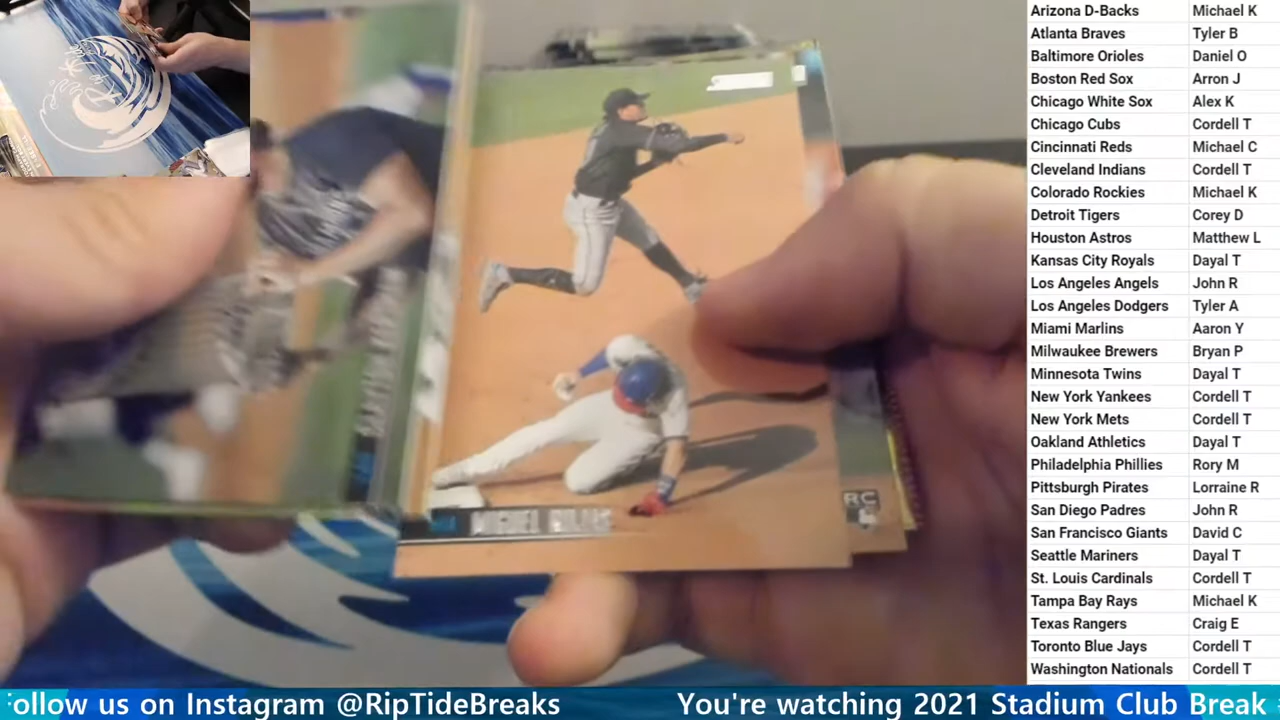 Arizona D-Backs Michael K
Atlanta Braves Tyler B
Baltimore Orioles Daniel O
Boston Red Sox Arron J
Chicago White Sox Alex K
Chicago Cubs Cordell T
Cincinnati Reds Michael C
Cleveland Indians Cordell T
Colorado Rockies Michael K
Detroit Tigers Corey D
Houston Astros Matthew L
Kansas City Royals Dayal T
Los Angeles Angels John R
Los Angeles Dodgers Tyler A
Miami Marlins Aaron Y
Milwaukee Brewers Bryan P
Minnesota Twins Dayal T
New York Yankees Cordell T
New York Mets Cordell T
Oakland Athletics Dayal T
Philadelphia Phillies Rory M
Pittsburgh Pirates Lorraine R
San Diego Padres John R
San Francisco Giants David C
Seattle Mariners Dayal T
St. Louis Cardinals Cordell T
Tampa Bay Rays Michael K
Texas Rangers Craig E
Toronto Blue Jays Cordell T
Washington Nationals Cordell T
MIGUEL ROJAS
RC
ollow us on Instagram @RipTideBreaks You're watching 2021 Stadium Club Break